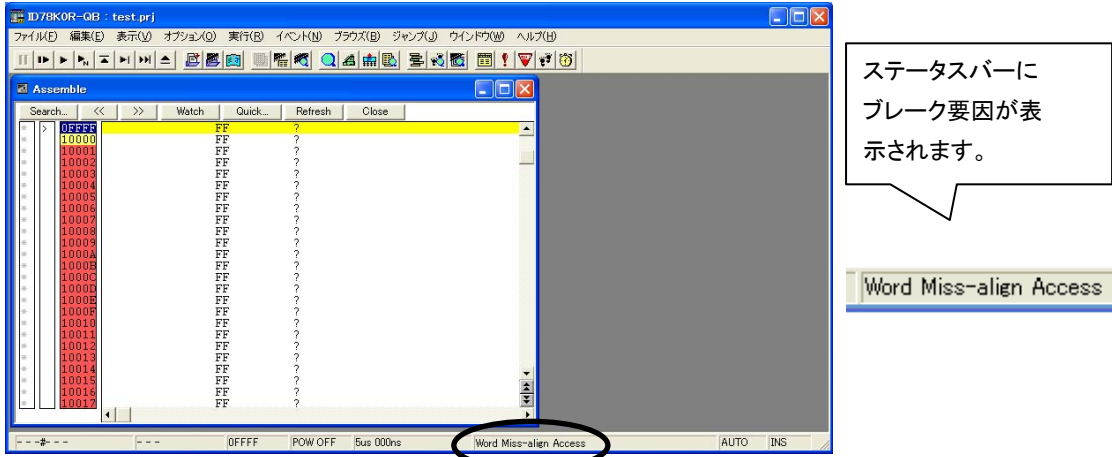 ID78K0R-QB : test.prj
ファイル(F) 編集(E) 表示(V) オプション(O) 実行(R) イベント(N) ブラウズ(B) ジャンプ(J) ウインドウ(W) ヘルプ(H)
Assemble
Search... << >> Watch Quick... Refresh Close
> 0FFFF FF ?
10000 FF ?
10001 FF ?
10002 FF ?
10003 FF ?
10004 FF ?
10005 FF ?
10006 FF ?
10007 FF ?
10008 FF ?
10009 FF ?
1000A FF ?
1000B FF ?
1000C FF ?
1000D FF ?
1000E FF ?
1000F FF ?
10010 FF ?
10011 FF ?
10012 FF ?
10013 FF ?
10014 FF ?
10015 FF ?
10016 FF ?
10017 FF ?
---#--- --- 0FFFF POW OFF 5us 000ns Word Miss-align Access AUTO INS
ステータスバーに
ブレーク要因が表
示されます。
Word Miss-align Access